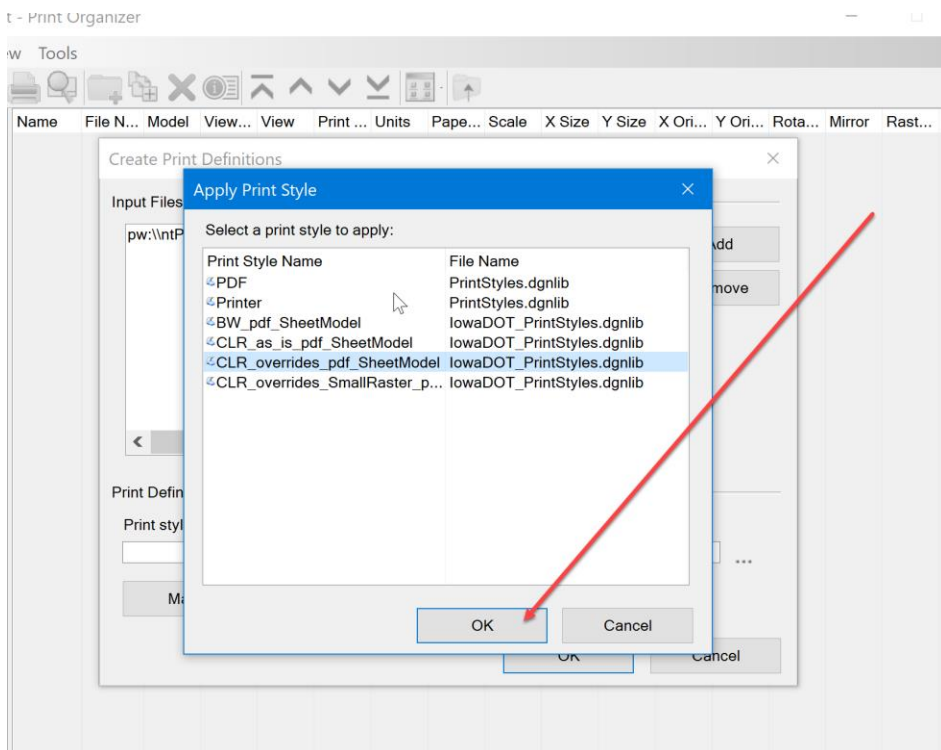 t - Print Organizer
ew Tools
Name File N... Model View... View Print ... Units Pape... Scale X Size Y Size X Ori... Y Ori... Rota... Mirror Rast...
Create Print Definitions
Apply Print Style
Input Files
Select a print style to apply:
pw:\\ntP
Add
Print Style Name File Name
PDF PrintStyles.dgnlib
move
Printer PrintStyles.dgnlib
BW_pdf_SheetModel IowaDOT_PrintStyles.dgnlib
CLR_as_is_pdf_SheetModel IowaDOT_PrintStyles.dgnlib
CLR_overrides_pdf_SheetModel IowaDOT_PrintStyles.dgnlib
CLR_overrides_SmallRaster_p... IowaDOT_PrintStyles.dgnlib
Print Defin
Print styl
...
Ma
OK Cancel
OK Cancel